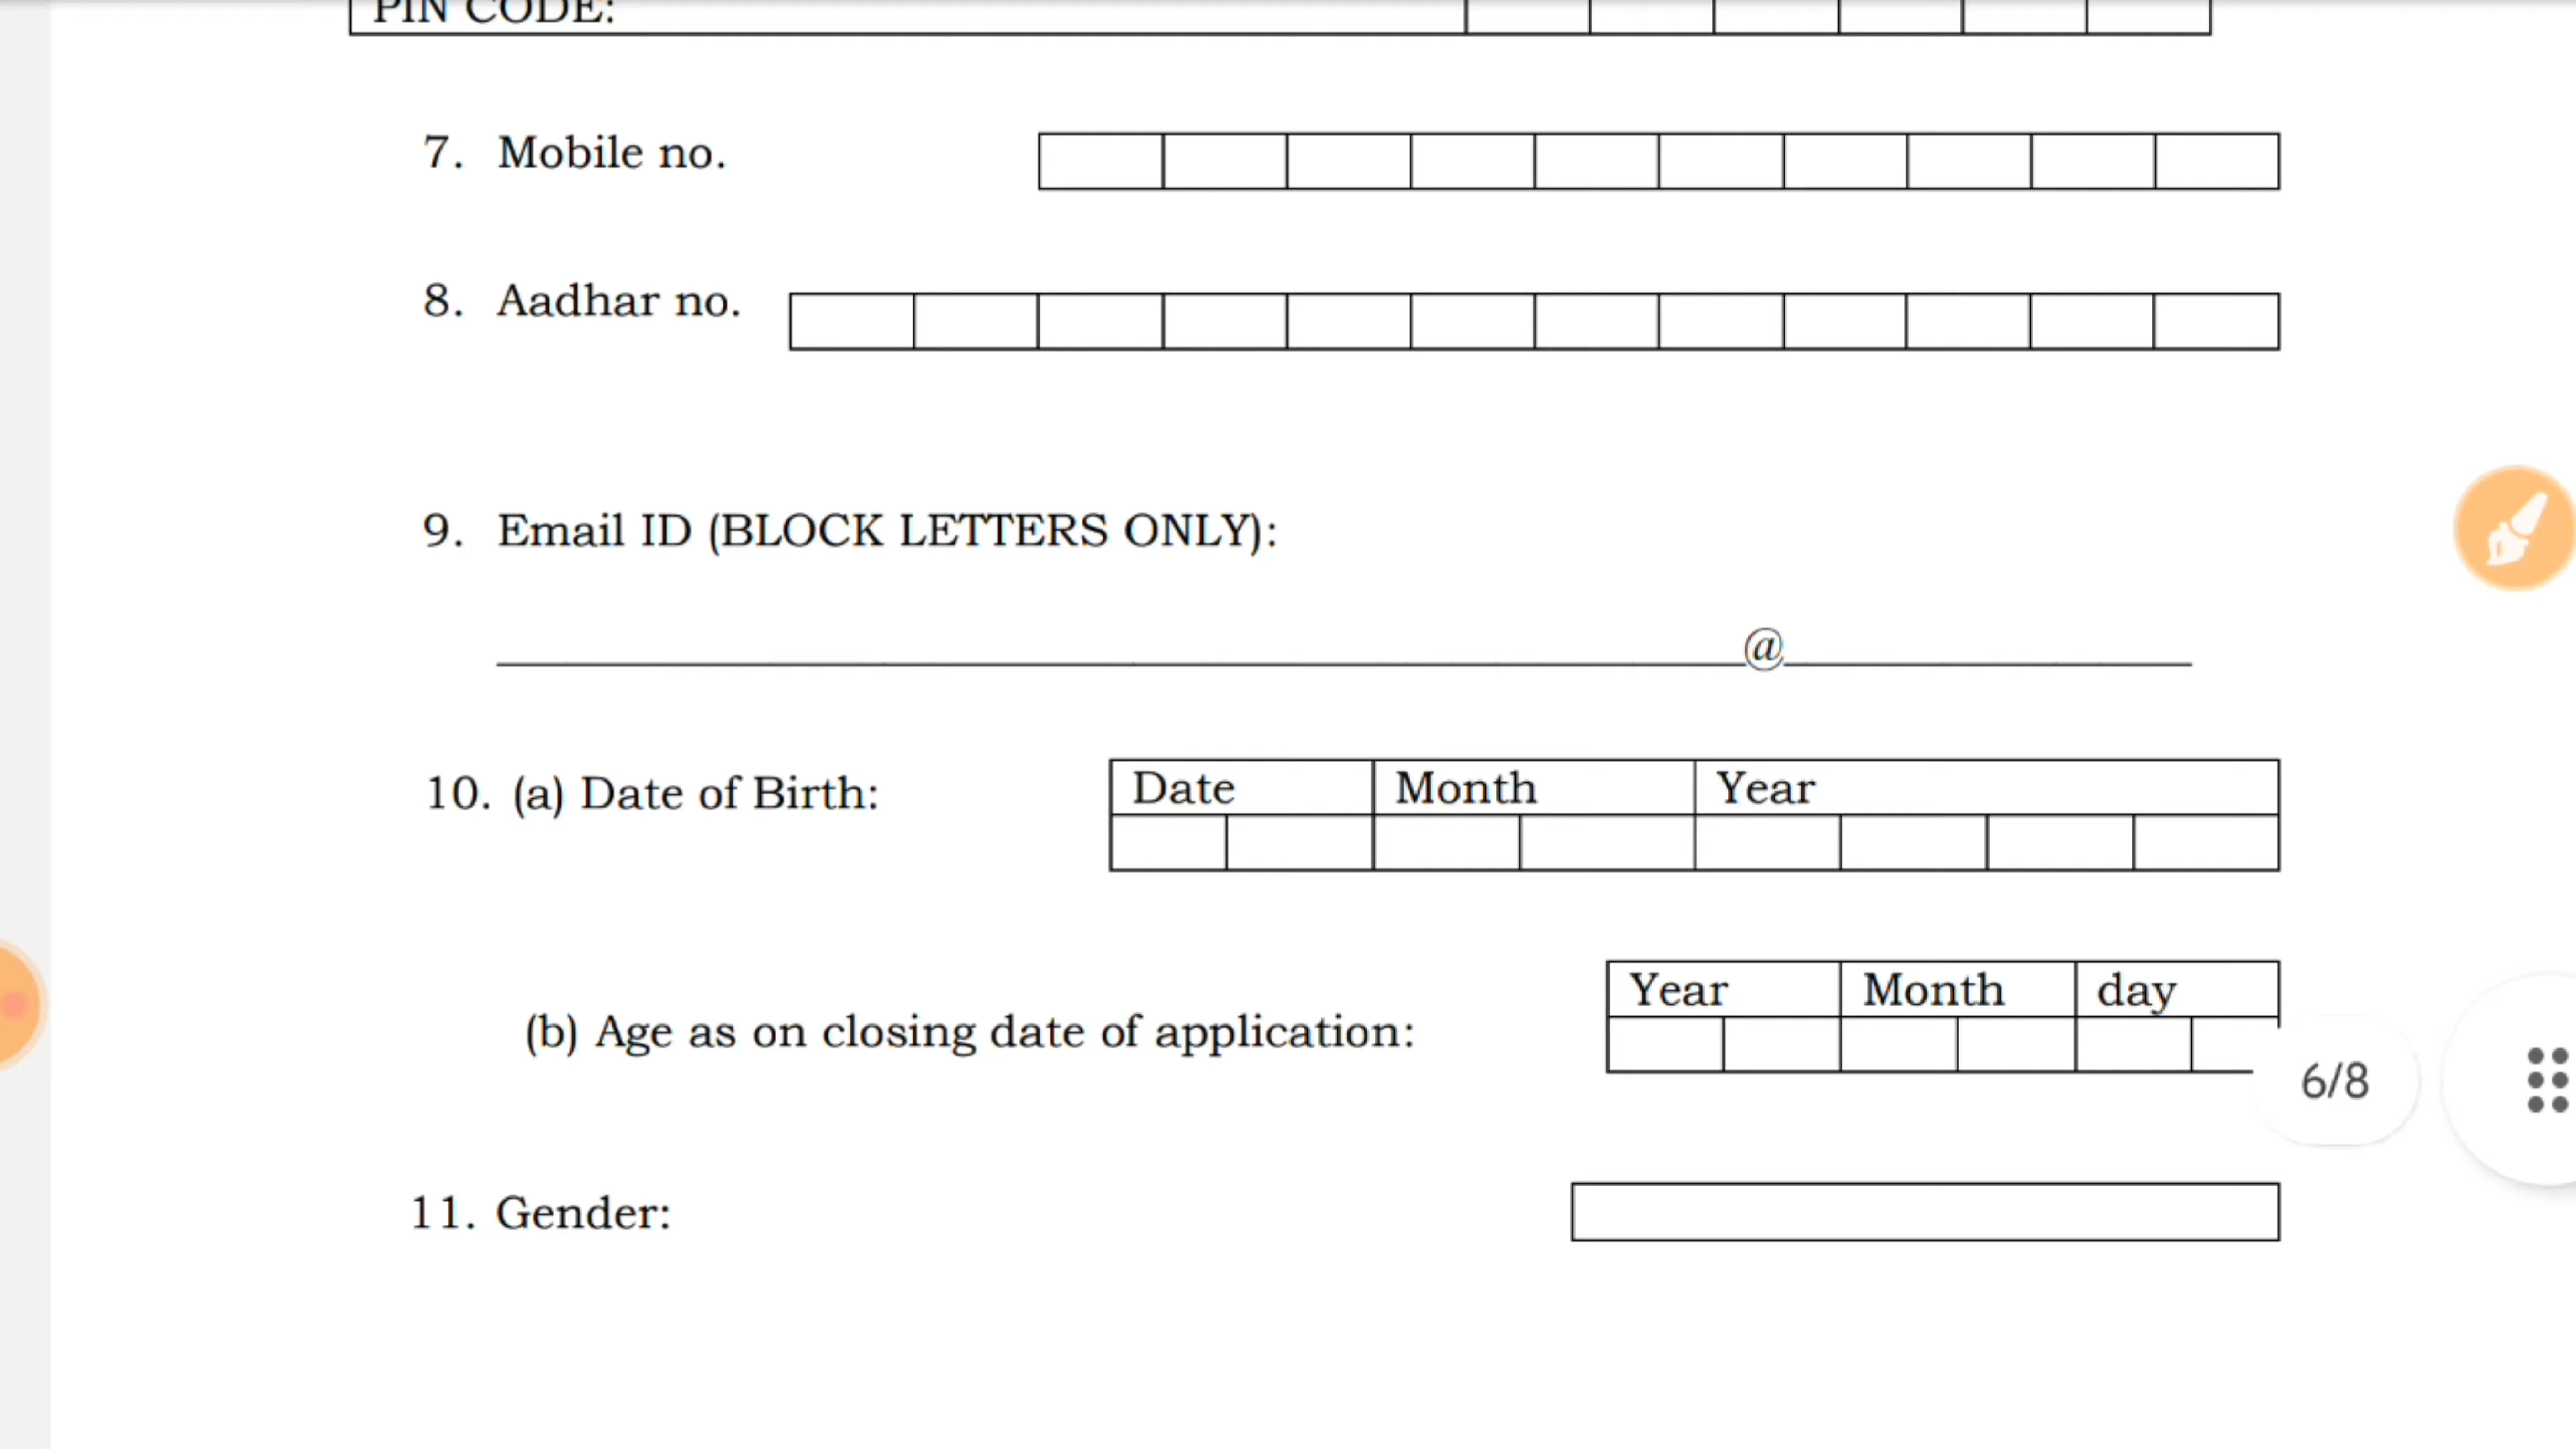 PIN CODE:
7. Mobile no.
8. Aadhar no.
9. Email ID (BLOCK LETTERS ONLY):
@
10. (a) Date of Birth:
Date Month Year
Year Month day
(b) Age as on closing date of application:
6/8
11. Gender: